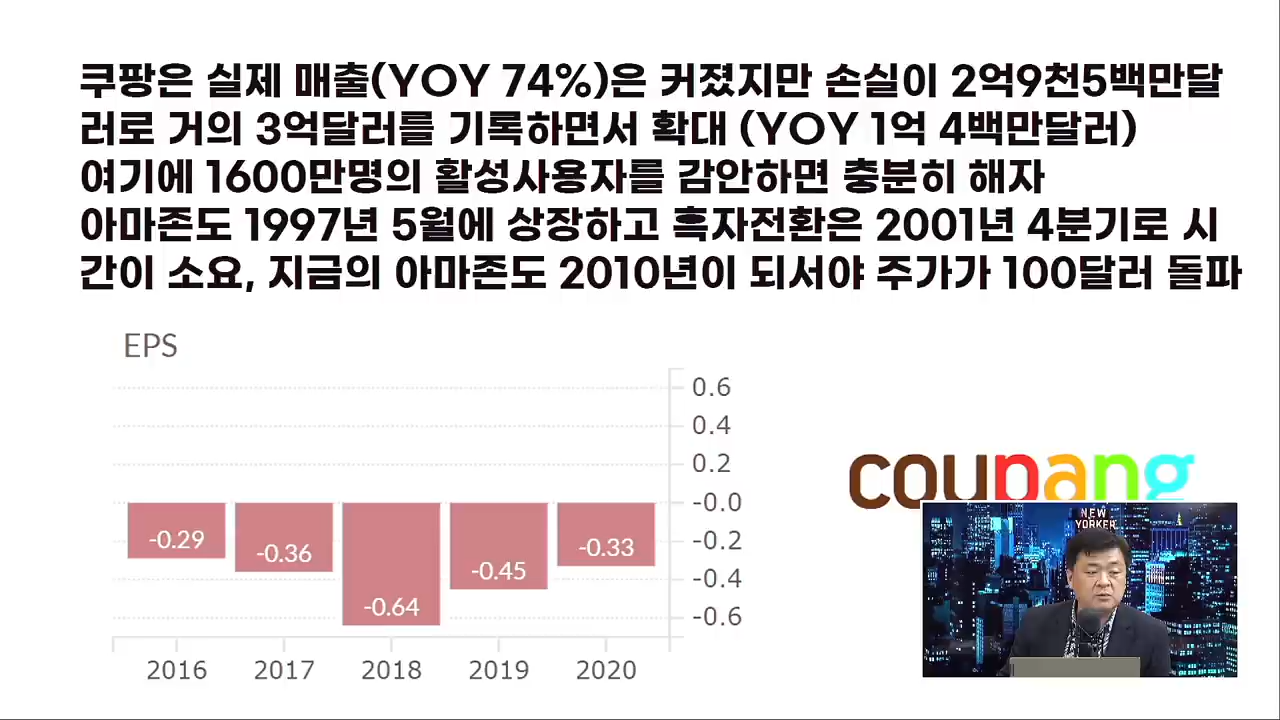 쿠팡은 실제 매출(YOY 74%)은 커졌지만 손실이 2억9천5백만달
러로 거의 3억달러를 기록하면서 확대 (YOY 1억 4백만달러)
여기에 1600만명의 활성사용자를 감안하면 충분히 해자
아마존도 1997년 5월에 상장하고 흑자전환은 2001년 4분기로 시
간이 소요, 지금의 아마존도 2010년이 되서야 주가가 100달러 돌파
EPS
0.6
0.4
0.2
-0.0
-0.2
-0.4
-0.6
-0.29
-0.36
-0.64
-0.45
-0.33
2016 2017 2018 2019 2020
coupang
NEW
YORKER